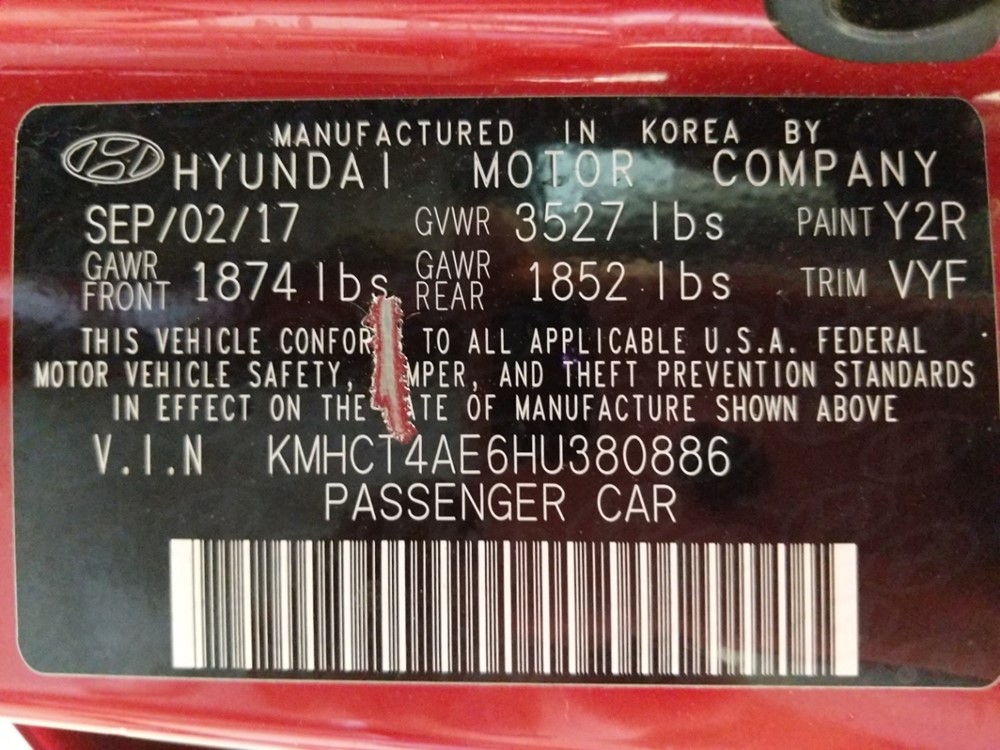 MANUFACTURED IN KOREA BY
HYUNDAI MOTOR COMPANY
SEP/02/17 GVWR 3527 lbs PAINT Y2R
GAWR FRONT 1874 lbs GAWR REAR 1852 lbs TRIM VYF
THIS VEHICLE CONFOR TO ALL APPLICABLE U.S.A. FEDERAL
MOTOR VEHICLE SAFETY, MPER, AND THEFT PREVENTION STANDARDS
IN EFFECT ON THE ATE OF MANUFACTURE SHOWN ABOVE
V.I.N KMHCT4AE6HU380886
PASSENGER CAR